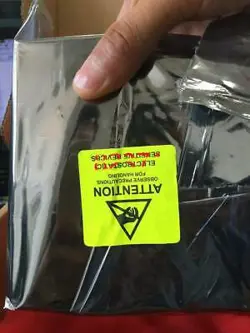 ATTENTION
OBSERVE PRECAUTIONS
FOR HANDLING
ELECTROSTATIC
SENSITIVE DEVICES